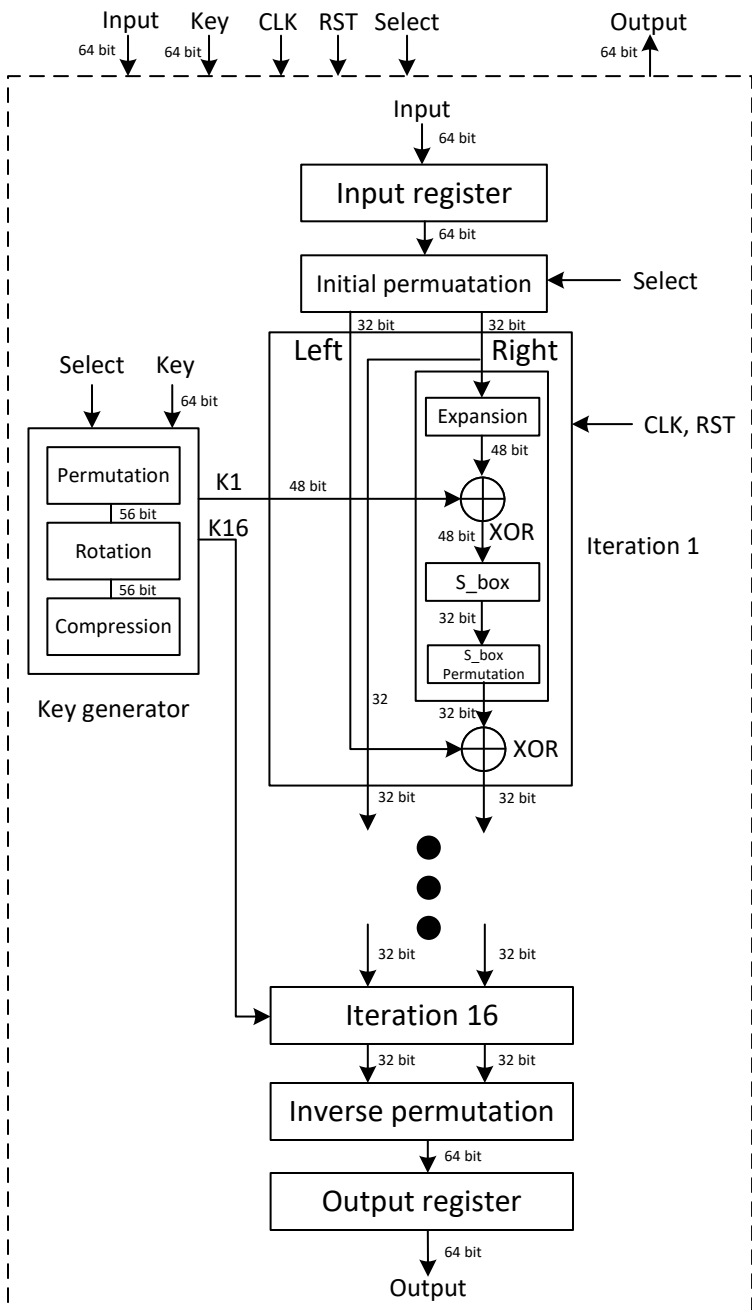 Input Key CLK RST Select Output
64 bit 64 bit 64 bit
Input
64 bit
Input register
64 bit
Initial permuatation
Select
32 bit 32 bit
Left Right
Select Key
64 bit
Expansion
CLK, RST
48 bit
Permutation
K1 48 bit
56 bit
K16
XOR
48 bit
Rotation
Iteration 1
56 bit
S_box
32 bit
Compression
S_box
Permutation
Key generator
32
32 bit
XOR
32 bit 32 bit
32 bit 32 bit
Iteration 16
32 bit 32 bit
Inverse permutation
64 bit
Output register
64 bit
Output